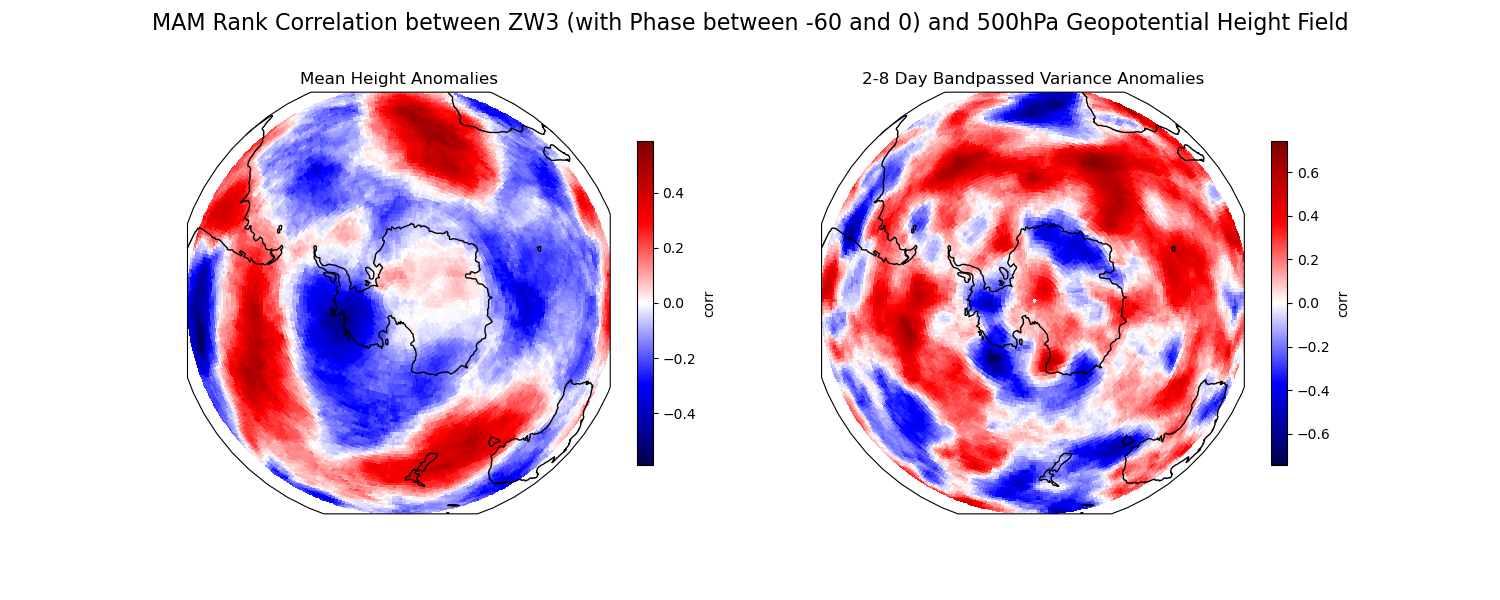 MAM Rank Correlation between ZW3 (with Phase between -60 and 0) and 500hPa Geopotential Height Field
Mean Height Anomalies
0.4
0.2
0.0
−0.2
−0.4
corr
2-8 Day Bandpassed Variance Anomalies
0.6
0.4
0.2
0.0
−0.2
−0.4
−0.6
corr